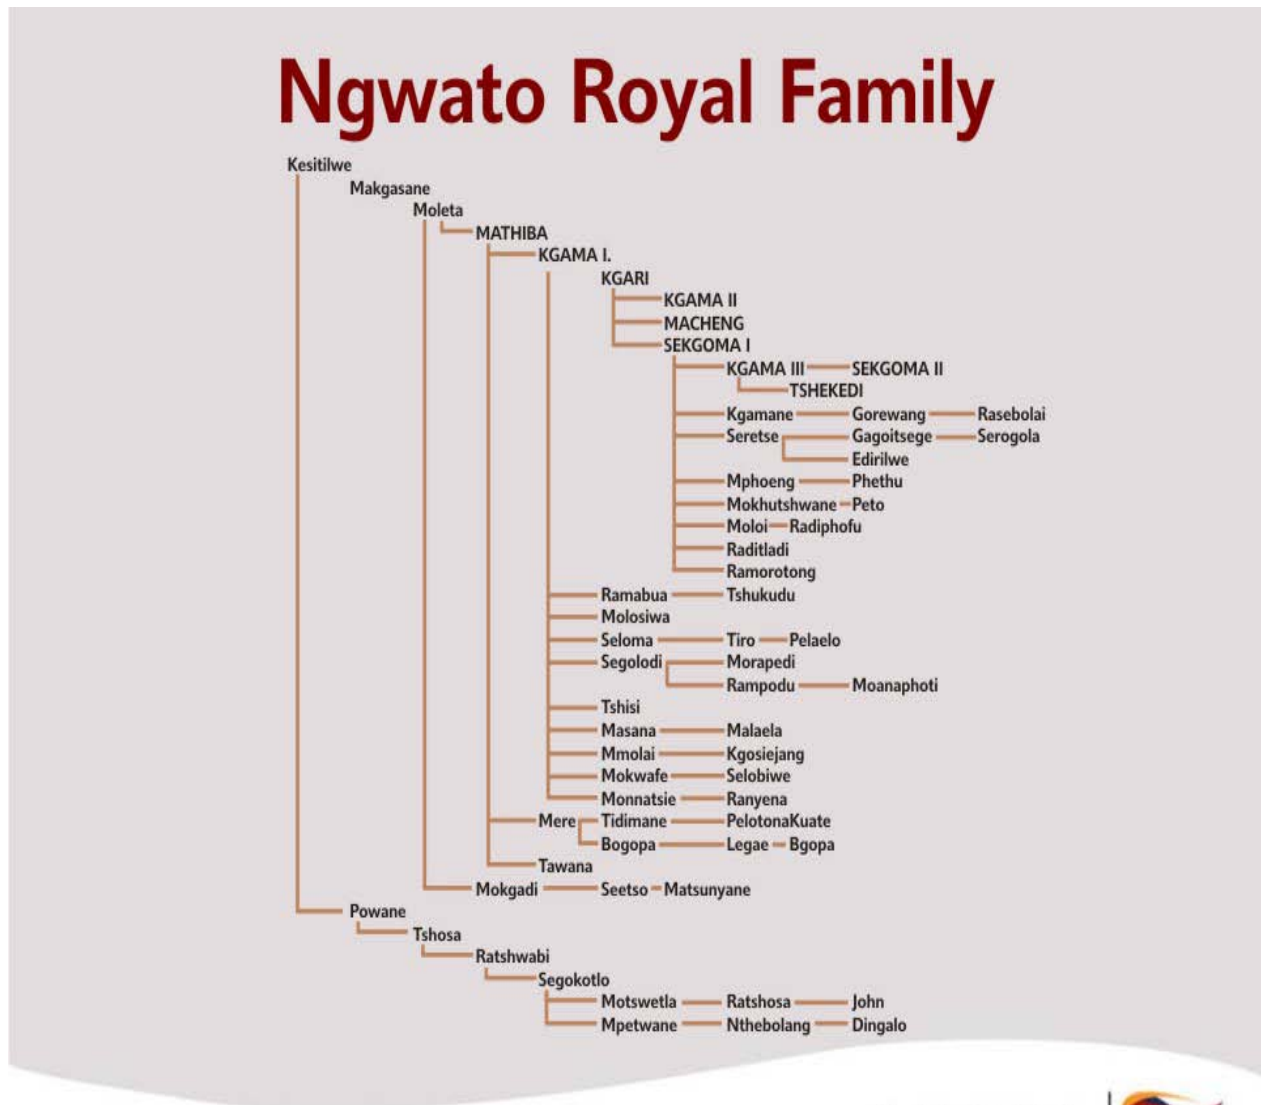 Ngwato Royal Family
Kesitilwe
Makgasane
Moleta
MATHIBA
KGAMA I.
KGARI
KGAMA II
MACHENG
SEKGOMA I
KGAMA III SEKGOMA II
TSHEKEDI
Kgamane Gorewang Rasebolai
Seretse Gagoitsege Serogola
Edirilwe
Mphoeng Phethu
Mokhutshwane Peto
Moloi Radiphofu
Raditladi
Ramorotong
Ramabua Tshukudu
Molosiwa
Seloma Tiro Pelaelo
Segolodi Morapedi
Rampodu Moanaphoti
Tshisi
Masana Malaela
Mmolai Kgosiejang
Mokwafe Selobiwe
Monnatsie Ranyena
Mere Tidimane PelotonaKuate
Bogopa Legae Bgopa
Tawana
Mokgadi Seetso Matsunyane
Powane
Tshosa
Ratshwabi
Segokotlo
Motswetla Ratshosa John
Mpetwane Nthebolang Dingalo